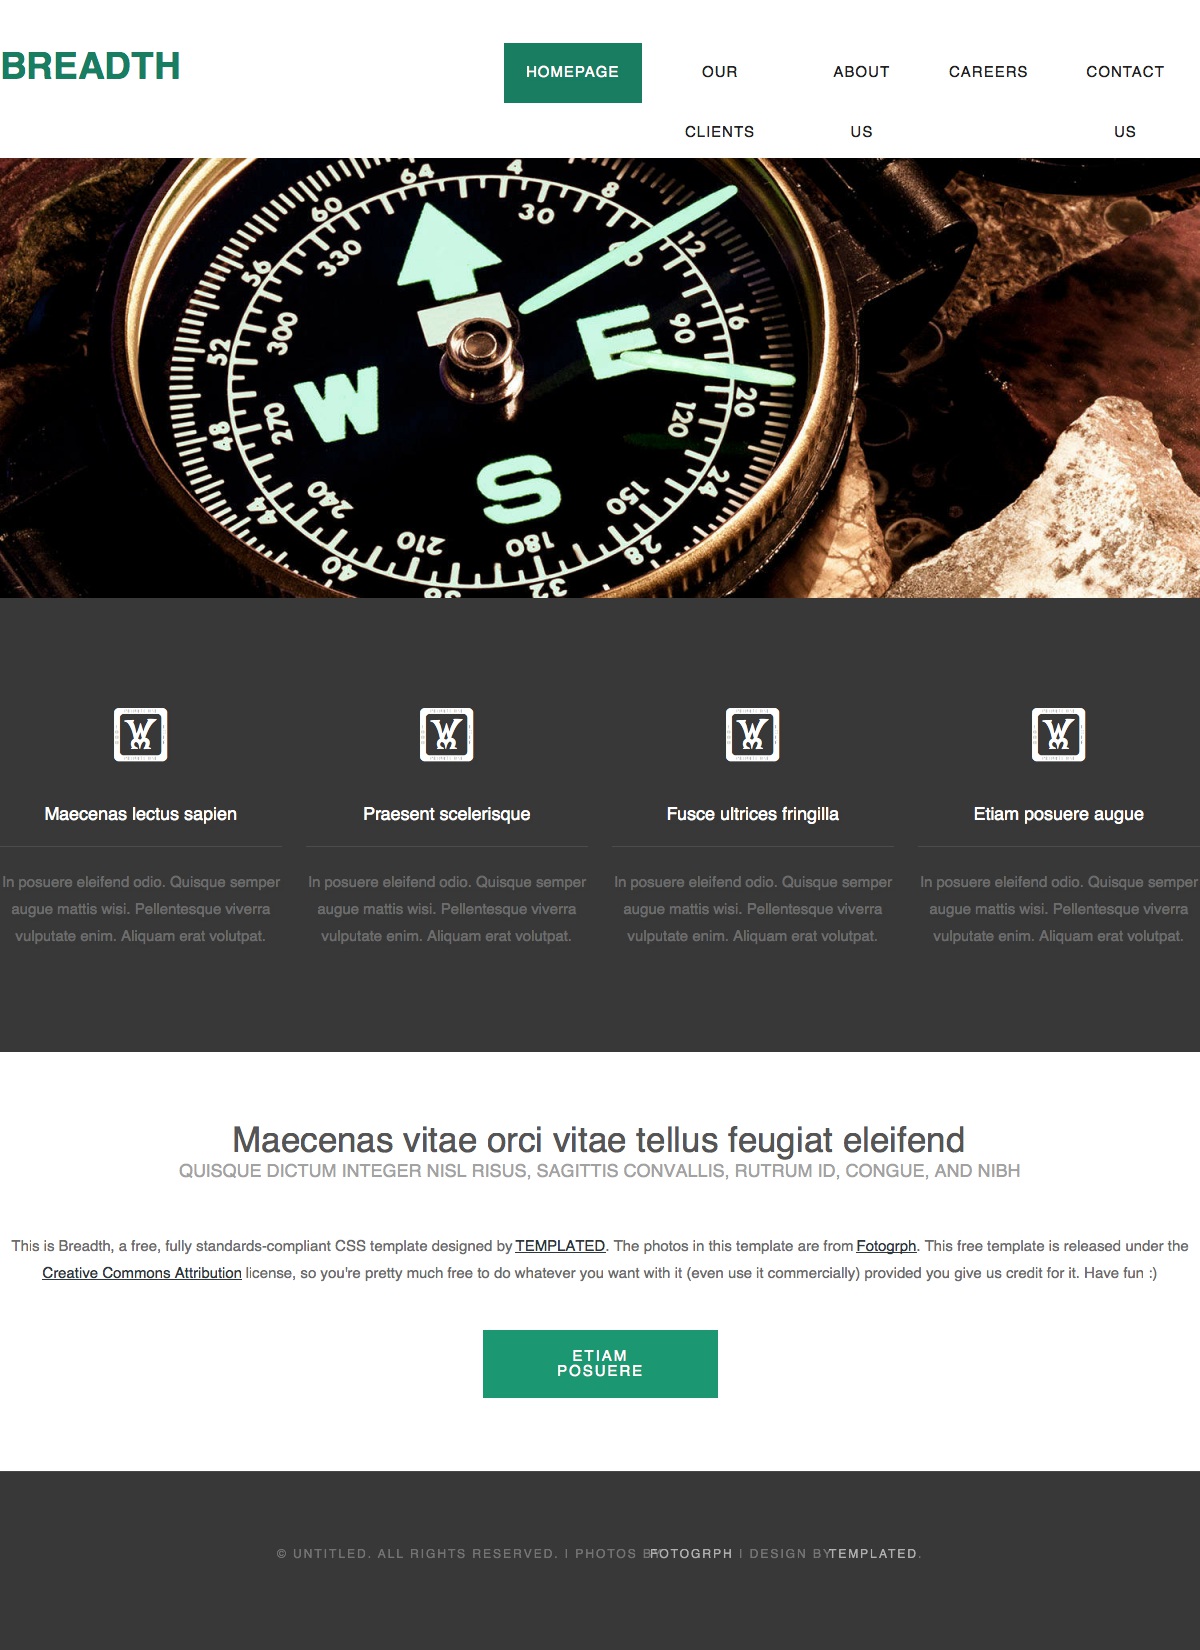 BREADTH
HOMEPAGE
OUR CLIENTS
ABOUT US
CAREERS
CONTACT US
64
4
8
12
16
20
24
28
32
36
40
44
48
52
56
60
30
60
90
120
150
180
210
240
270
300
330
W
E
S
Maecenas lectus sapien
In posuere eleifend odio. Quisque semper
augue mattis wisi. Pellentesque viverra
vulputate enim. Aliquam erat volutpat.
Praesent scelerisque
In posuere eleifend odio. Quisque semper
augue mattis wisi. Pellentesque viverra
vulputate enim. Aliquam erat volutpat.
Fusce ultrices fringilla
In posuere eleifend odio. Quisque semper
augue mattis wisi. Pellentesque viverra
vulputate enim. Aliquam erat volutpat.
Etiam posuere augue
In posuere eleifend odio. Quisque semper
augue mattis wisi. Pellentesque viverra
vulputate enim. Aliquam erat volutpat.
Maecenas vitae orci vitae tellus feugiat eleifend
QUISQUE DICTUM INTEGER NISL RISUS, SAGITTIS CONVALLIS, RUTRUM ID, CONGUE, AND NIBH
This is Breadth, a free, fully standards-compliant CSS template designed by TEMPLATED. The photos in this template are from Fotogrph. This free template is released under the
Creative Commons Attribution license, so you're pretty much free to do whatever you want with it (even use it commercially) provided you give us credit for it. Have fun :)
ETIAM
POSUERE
© UNTITLED. ALL RIGHTS RESERVED. | PHOTOS BY FOTOGRPH | DESIGN BY TEMPLATED.